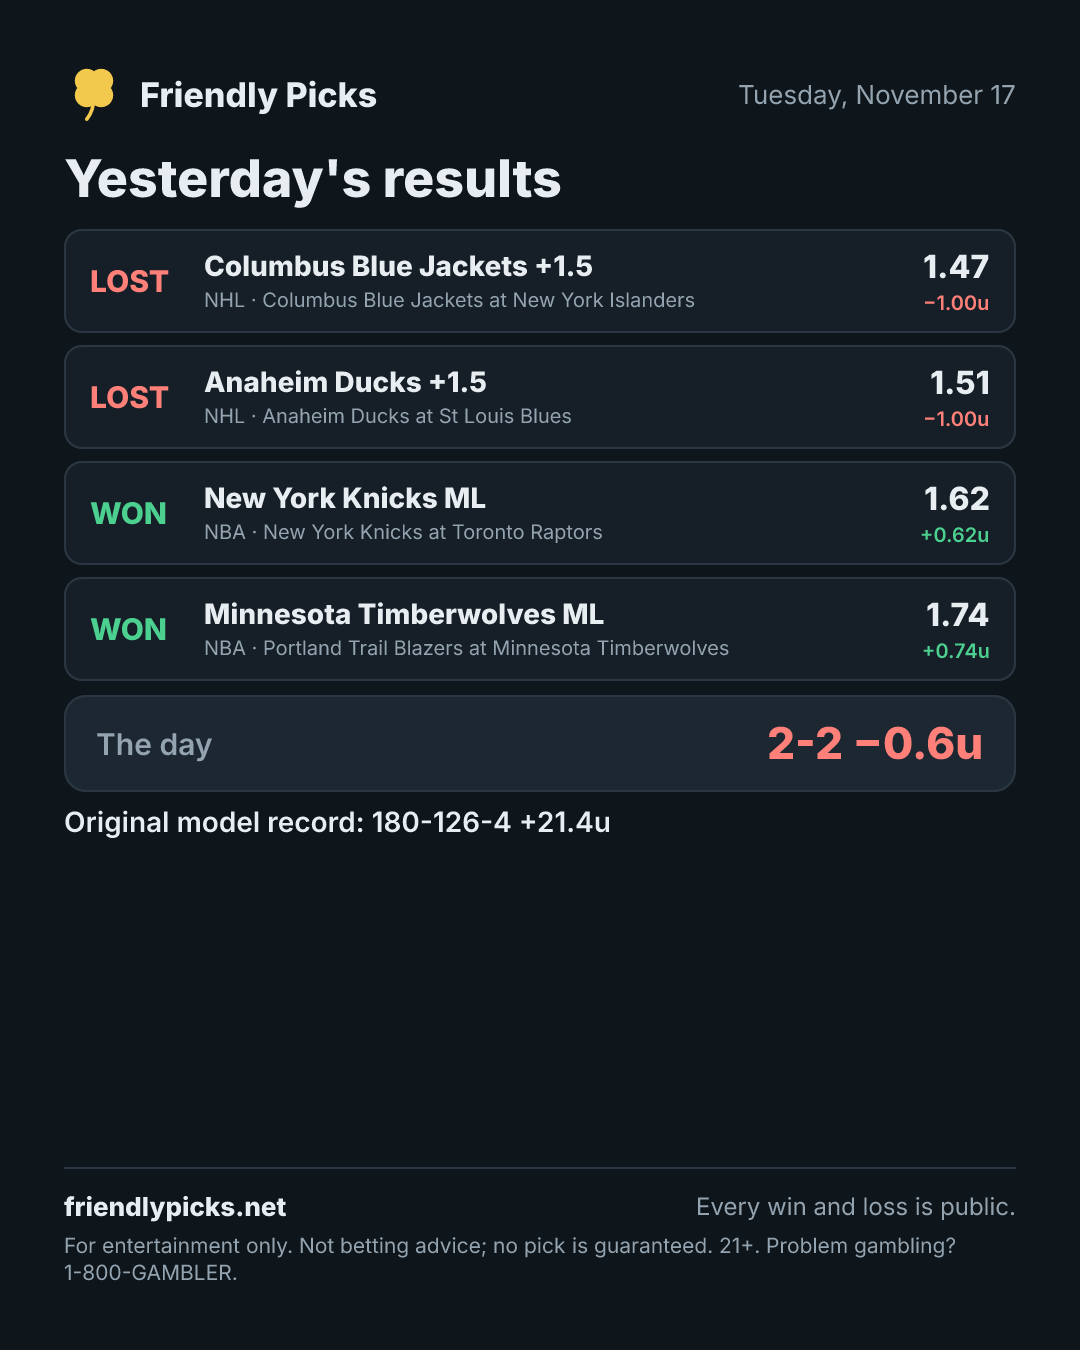 Friendly Picks
Tuesday, November 17
Yesterday's results
LOST
Columbus Blue Jackets +1.5
NHL · Columbus Blue Jackets at New York Islanders
1.47
−1.00u
LOST
Anaheim Ducks +1.5
NHL · Anaheim Ducks at St Louis Blues
1.51
−1.00u
WON
New York Knicks ML
NBA · New York Knicks at Toronto Raptors
1.62
+0.62u
WON
Minnesota Timberwolves ML
NBA · Portland Trail Blazers at Minnesota Timberwolves
1.74
+0.74u
The day
2-2 −0.6u
Original model record: 180-126-4 +21.4u
friendlypicks.net
Every win and loss is public.
For entertainment only. Not betting advice; no pick is guaranteed. 21+. Problem gambling?
1-800-GAMBLER.